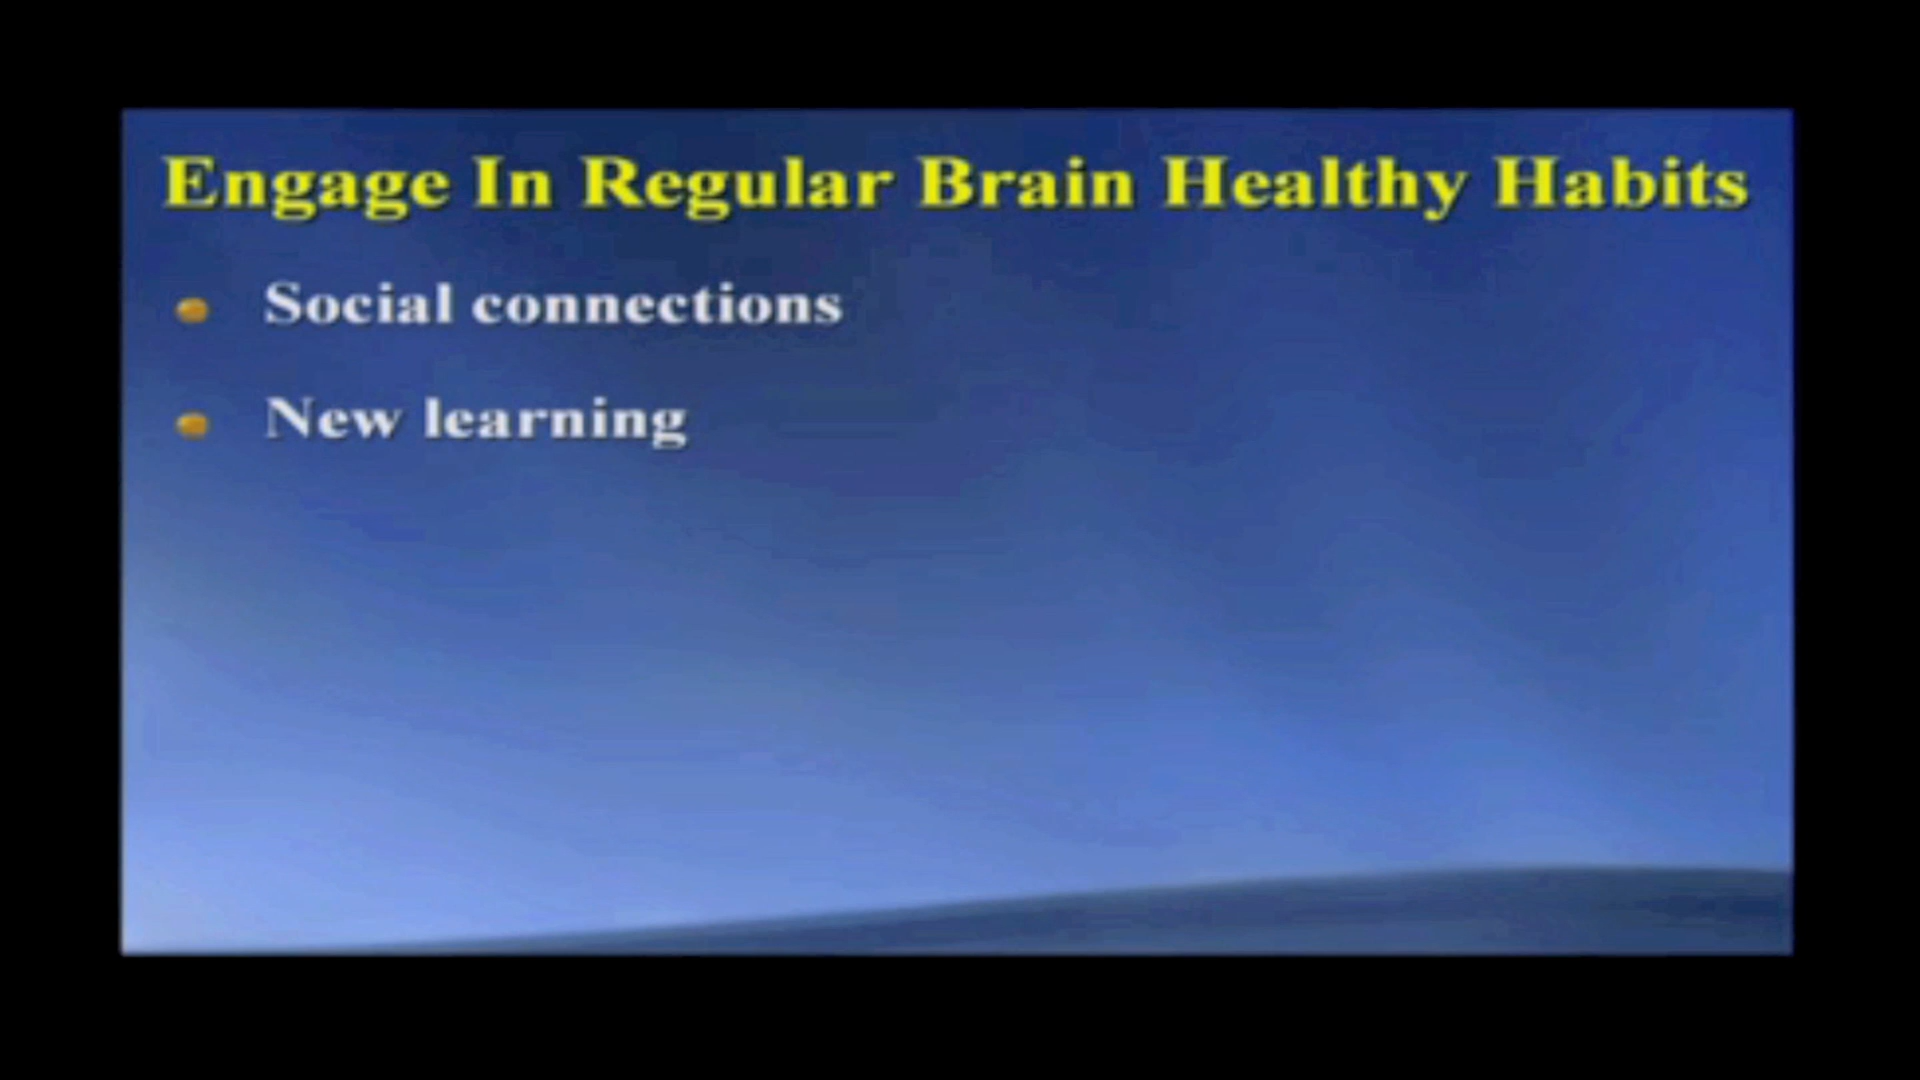 Engage In Regular Brain Healthy Habits
Social connections
New learning